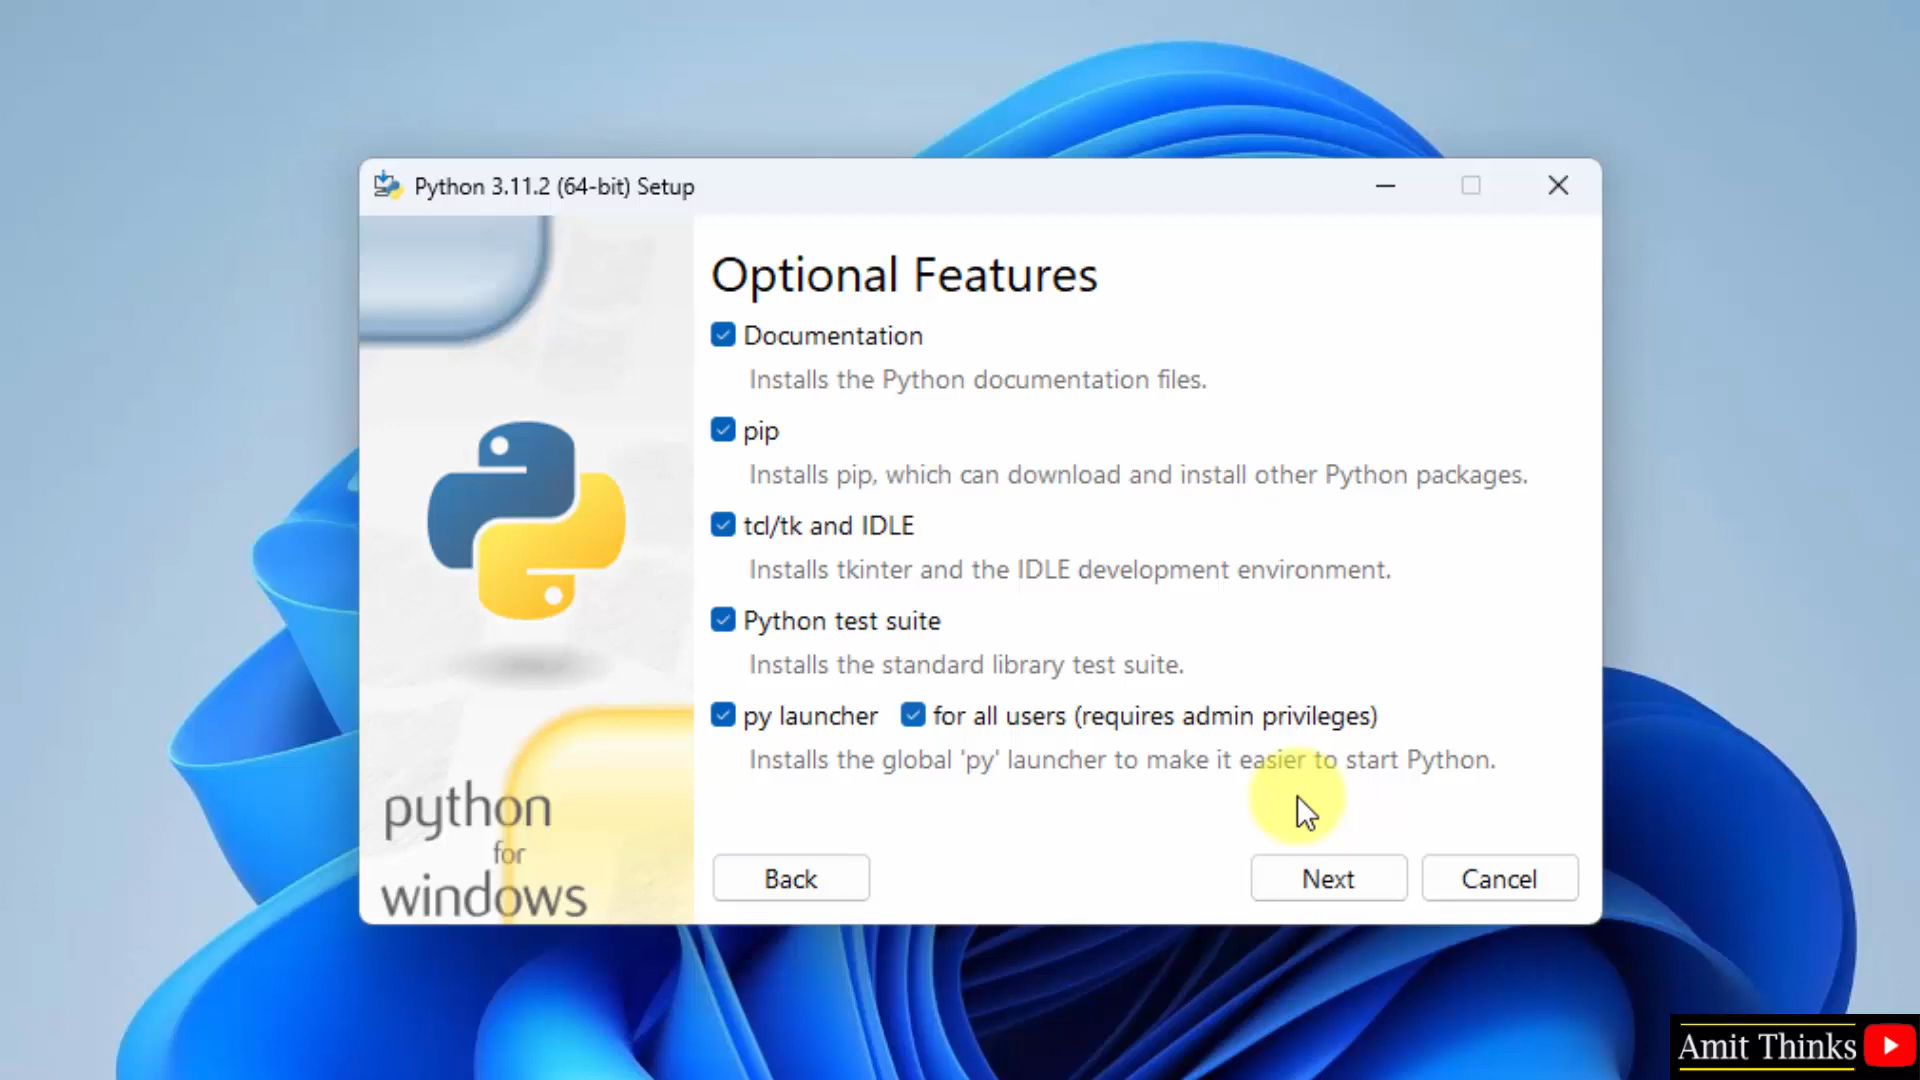 Python 3.11.2 (64-bit) Setup
Optional Features
Documentation
Installs the Python documentation files.
pip
Installs pip, which can download and install other Python packages.
tcl/tk and IDLE
Installs tkinter and the IDLE development environment.
Python test suite
Installs the standard library test suite.
py launcher for all users (requires admin privileges)
Installs the global 'py' launcher to make it easier to start Python.
python
for
windows
Back Next Cancel
Amit Thinks